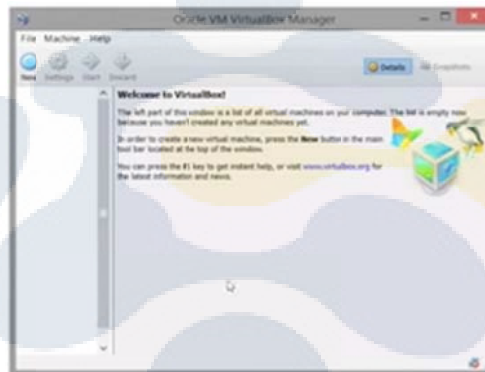 Oracle VM VirtualBox Manager
File Machine Help
New Settings Start Discard
Details Snapshots
Welcome to VirtualBox!
The left part of this window is a list of all virtual machines on your computer. The list is empty now
because you haven't created any virtual machines yet.
In order to create a new virtual machine, press the New button in the main
tool bar located at the top of the window.
You can press the F1 key to get instant help, or visit www.virtualbox.org for
the latest information and news.